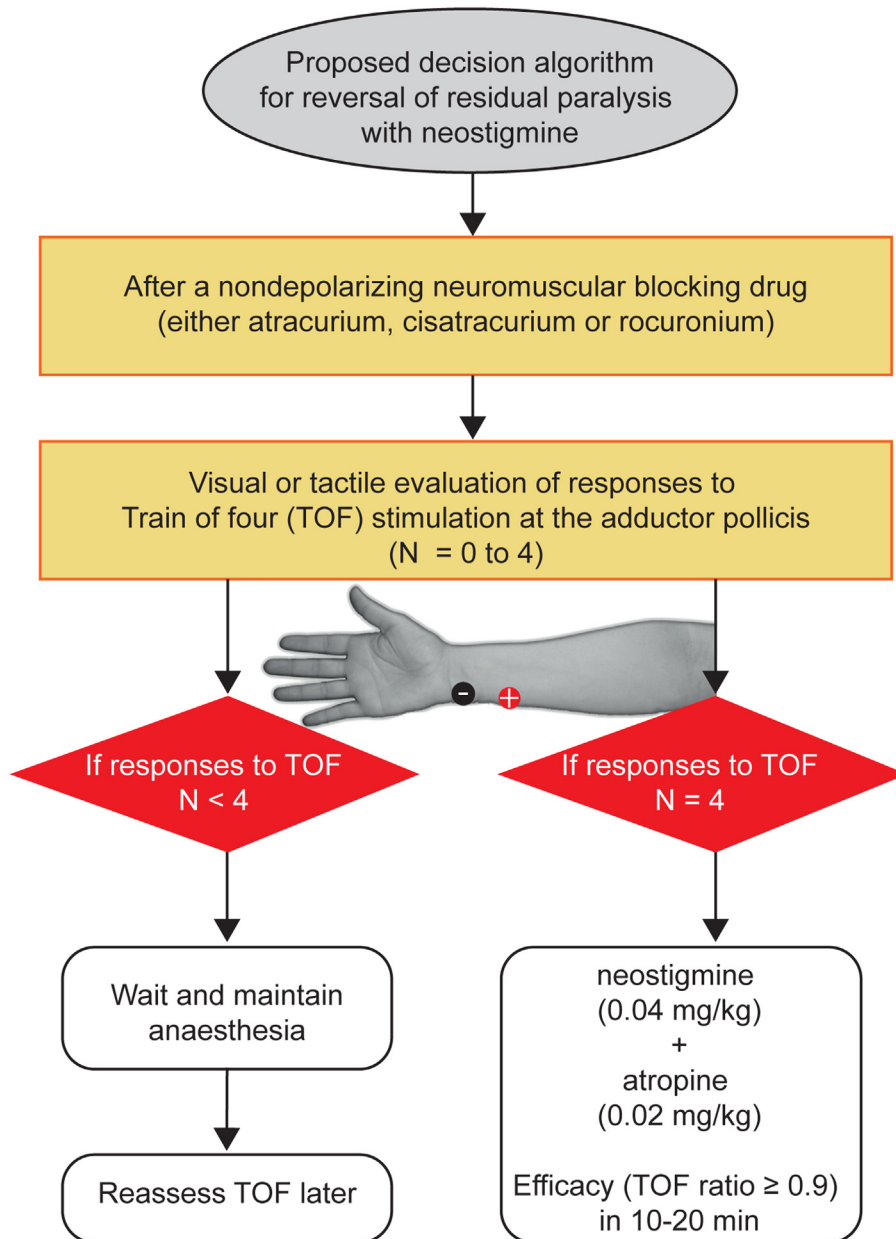 Proposed decision algorithm
for reversal of residual paralysis
with neostigmine
After a nondepolarizing neuromuscular blocking drug
(either atracurium, cisatracurium or rocuronium)
Visual or tactile evaluation of responses to
Train of four (TOF) stimulation at the adductor pollicis
(N = 0 to 4)
-
+
If responses to TOF
N < 4
If responses to TOF
N = 4
Wait and maintain
anaesthesia
Reassess TOF later
neostigmine
(0.04 mg/kg)
+
atropine
(0.02 mg/kg)
Efficacy (TOF ratio ≥ 0.9)
in 10-20 min